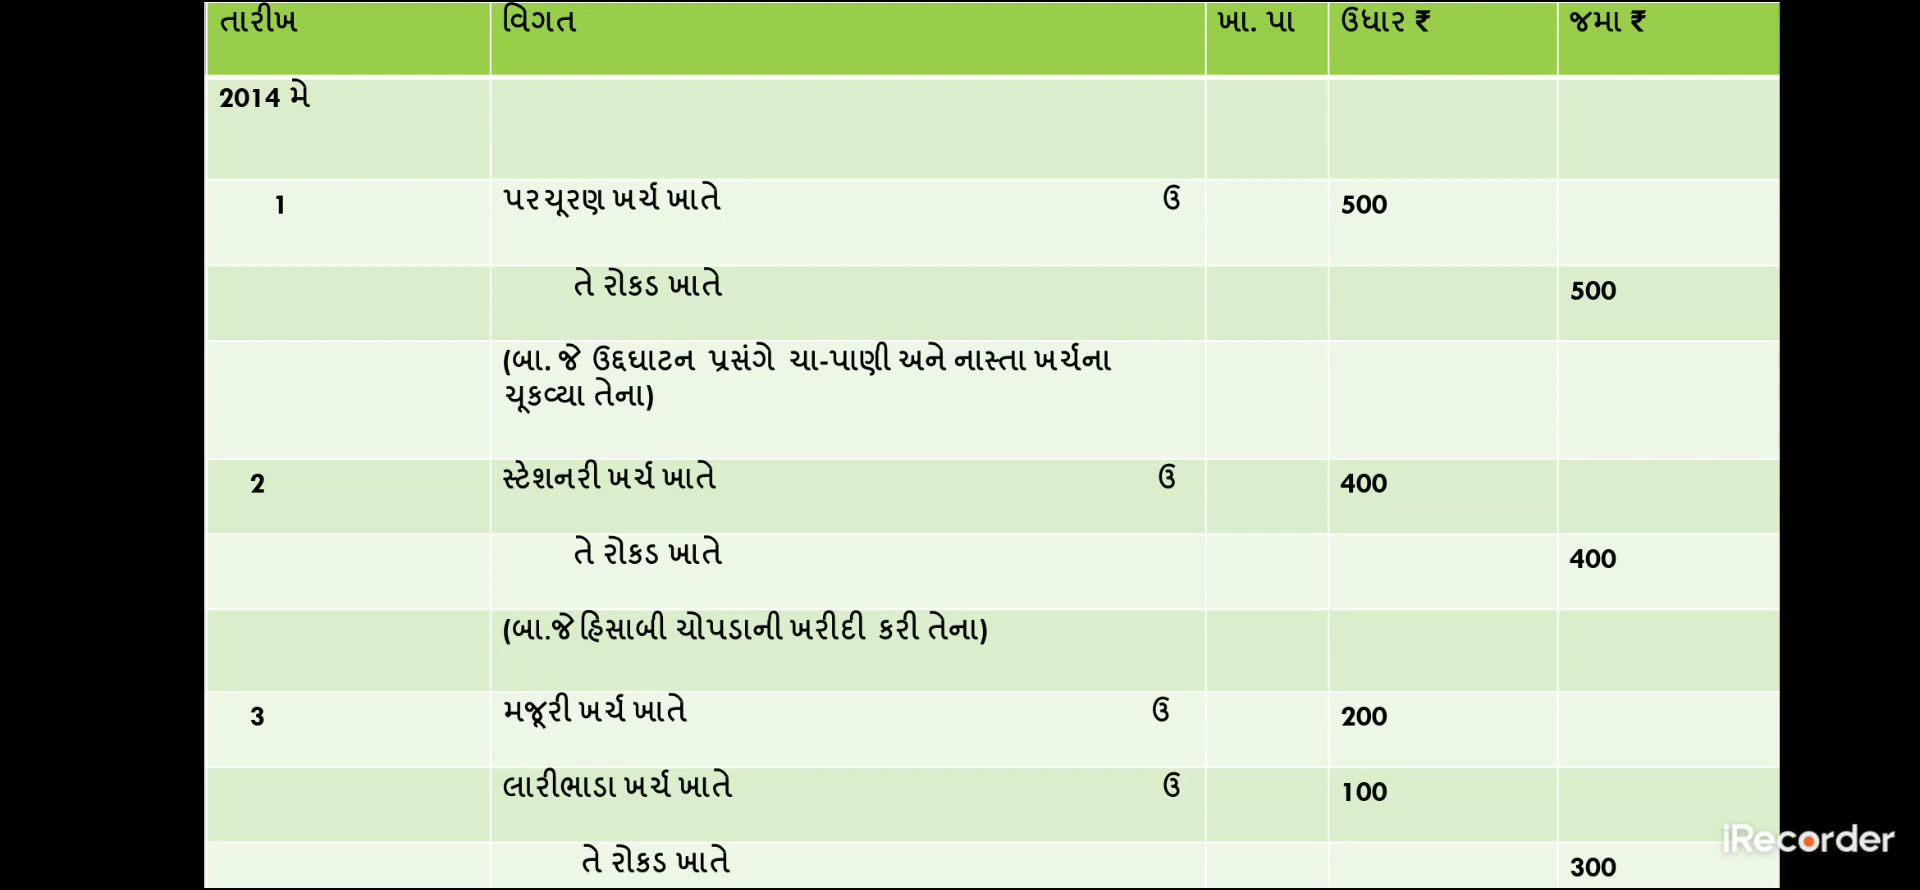 તારીખ વિગત ખા. પા ઉધાર ₹ જમા ₹
2014 મે
1 પરચૂરણ ખર્ચ ખાતે ઉ 500
તે રોકડ ખાતે 500
(બા. જે ઉદ્દઘાટન પ્રસંગે ચા-પાણી અને નાસ્તા ખર્ચના
ચૂકવ્યા તેના)
2 સ્ટેશનરી ખર્ચ ખાતે ઉ 400
તે રોકડ ખાતે 400
(બા.જે હિસાબી ચોપડાની ખરીદી કરી તેના)
3 મજૂરી ખર્ચ ખાતે ઉ 200
લારીભાડા ખર્ચ ખાતે ઉ 100
તે રોકડ ખાતે 300
iRecorder